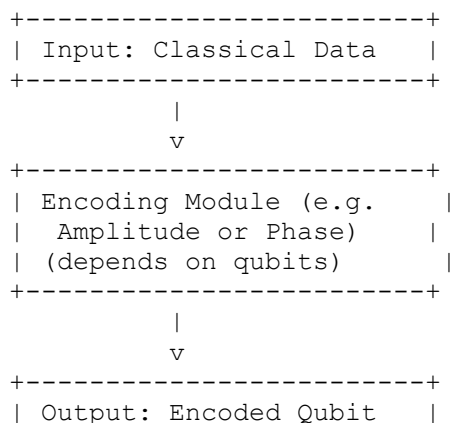 +--------------------------+
| Input: Classical Data   |
+--------------------------+
          |
          v
+--------------------------+
| Encoding Module (e.g.     |
|  Amplitude or Phase)    |
| (depends on qubits)       |
+--------------------------+
          |
          v
+--------------------------+
| Output: Encoded Qubit   |